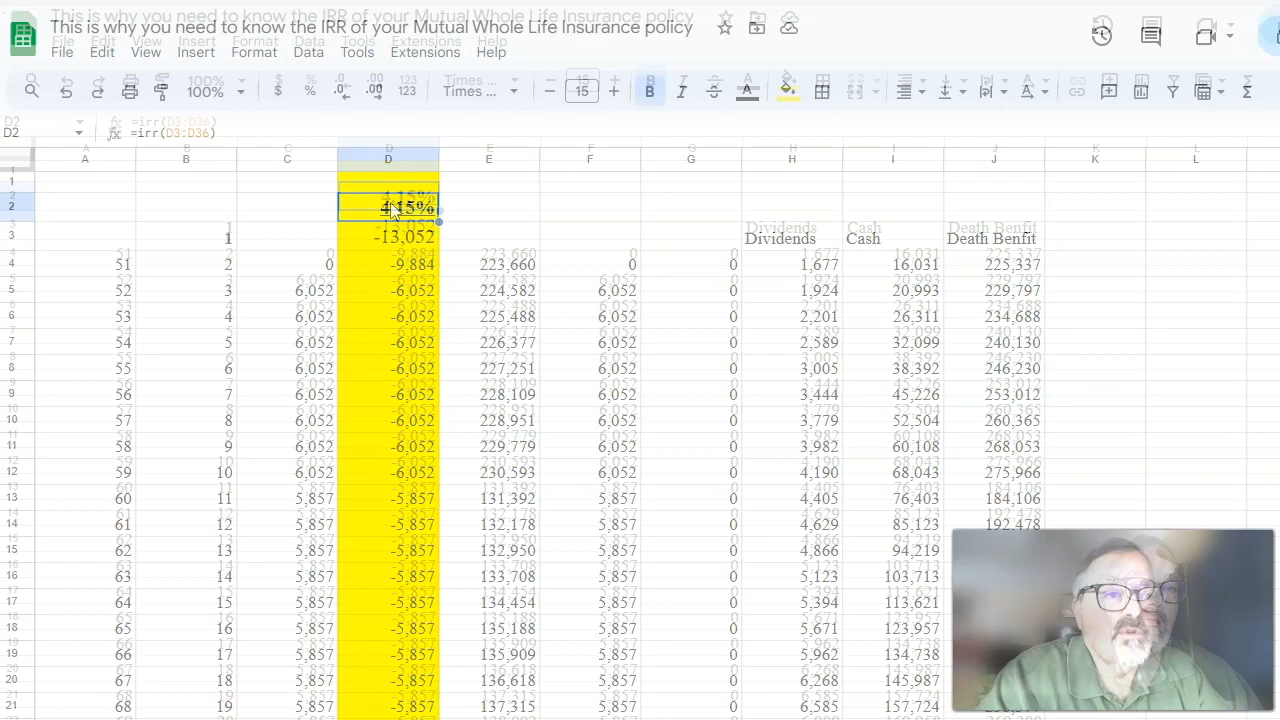 This is why you need to know the IRR of your Mutual Whole Life Insurance policy
File Edit View Insert Format Data Tools Extensions Help
100% $ % .0 .00 123 Times ... 15 B I A Σ
D2 fx =irr(D3:D36)
A B C D E F G H I J K L
1
2 4.15%
3 1 -13,052 Dividends Cash Death Benefit
4 51 2 0 -9,884 223,660 0 0 1,677 16,031 225,337
5 52 3 6,052 -6,052 224,582 6,052 0 1,924 20,993 229,797
6 53 4 6,052 -6,052 225,488 6,052 0 2,201 26,311 234,688
7 54 5 6,052 -6,052 226,377 6,052 0 2,589 32,099 240,130
8 55 6 6,052 -6,052 227,251 6,052 0 3,005 38,392 246,230
9 56 7 6,052 -6,052 228,109 6,052 0 3,444 45,226 253,012
10 57 8 6,052 -6,052 228,951 6,052 0 3,779 52,504 260,365
11 58 9 6,052 -6,052 229,779 6,052 0 3,982 60,108 268,053
12 59 10 6,052 -6,052 230,593 6,052 0 4,190 68,043 275,966
13 60 11 5,857 -5,857 131,392 5,857 0 4,405 76,403 184,106
14 61 12 5,857 -5,857 132,178 5,857 0 4,629 85,123 192,478
15 62 13 5,857 -5,857 132,950 5,857 0 4,866 94,219
16 63 14 5,857 -5,857 133,708 5,857 0 5,123 103,713
17 64 15 5,857 -5,857 134,454 5,857 0 5,394 113,621
18 65 16 5,857 -5,857 135,188 5,857 0 5,671 123,957
19 66 17 5,857 -5,857 135,909 5,857 0 5,962 134,738
20 67 18 5,857 -5,857 136,618 5,857 0 6,268 145,987
21 68 19 5,857 -5,857 137,315 5,857 0 6,585 157,724